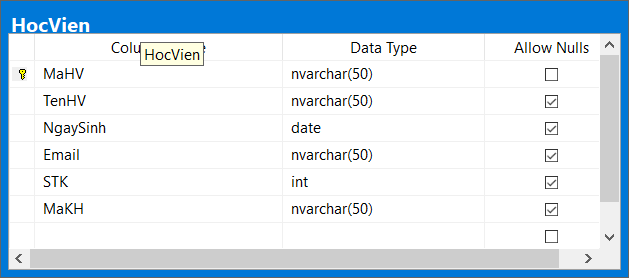 HocVien
Colu e Data Type Allow Nulls
HocVien
MaHV nvarchar(50)
TenHV nvarchar(50)
NgaySinh date
Email nvarchar(50)
STK int
MaKH nvarchar(50)